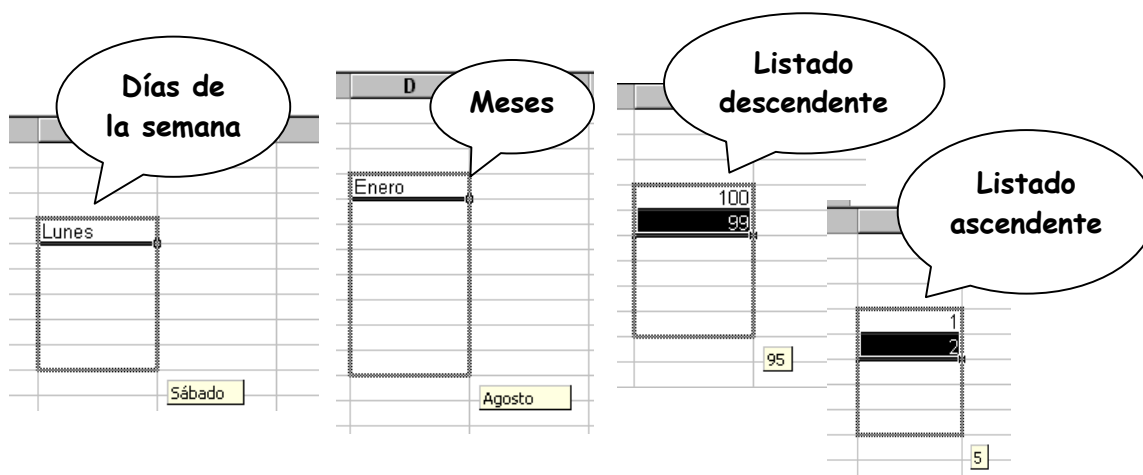 Días de
la semana
Lunes
Sábado
D
Meses
Enero
Agosto
Listado
descendente
100
99
95
Listado
ascendente
1
2
5